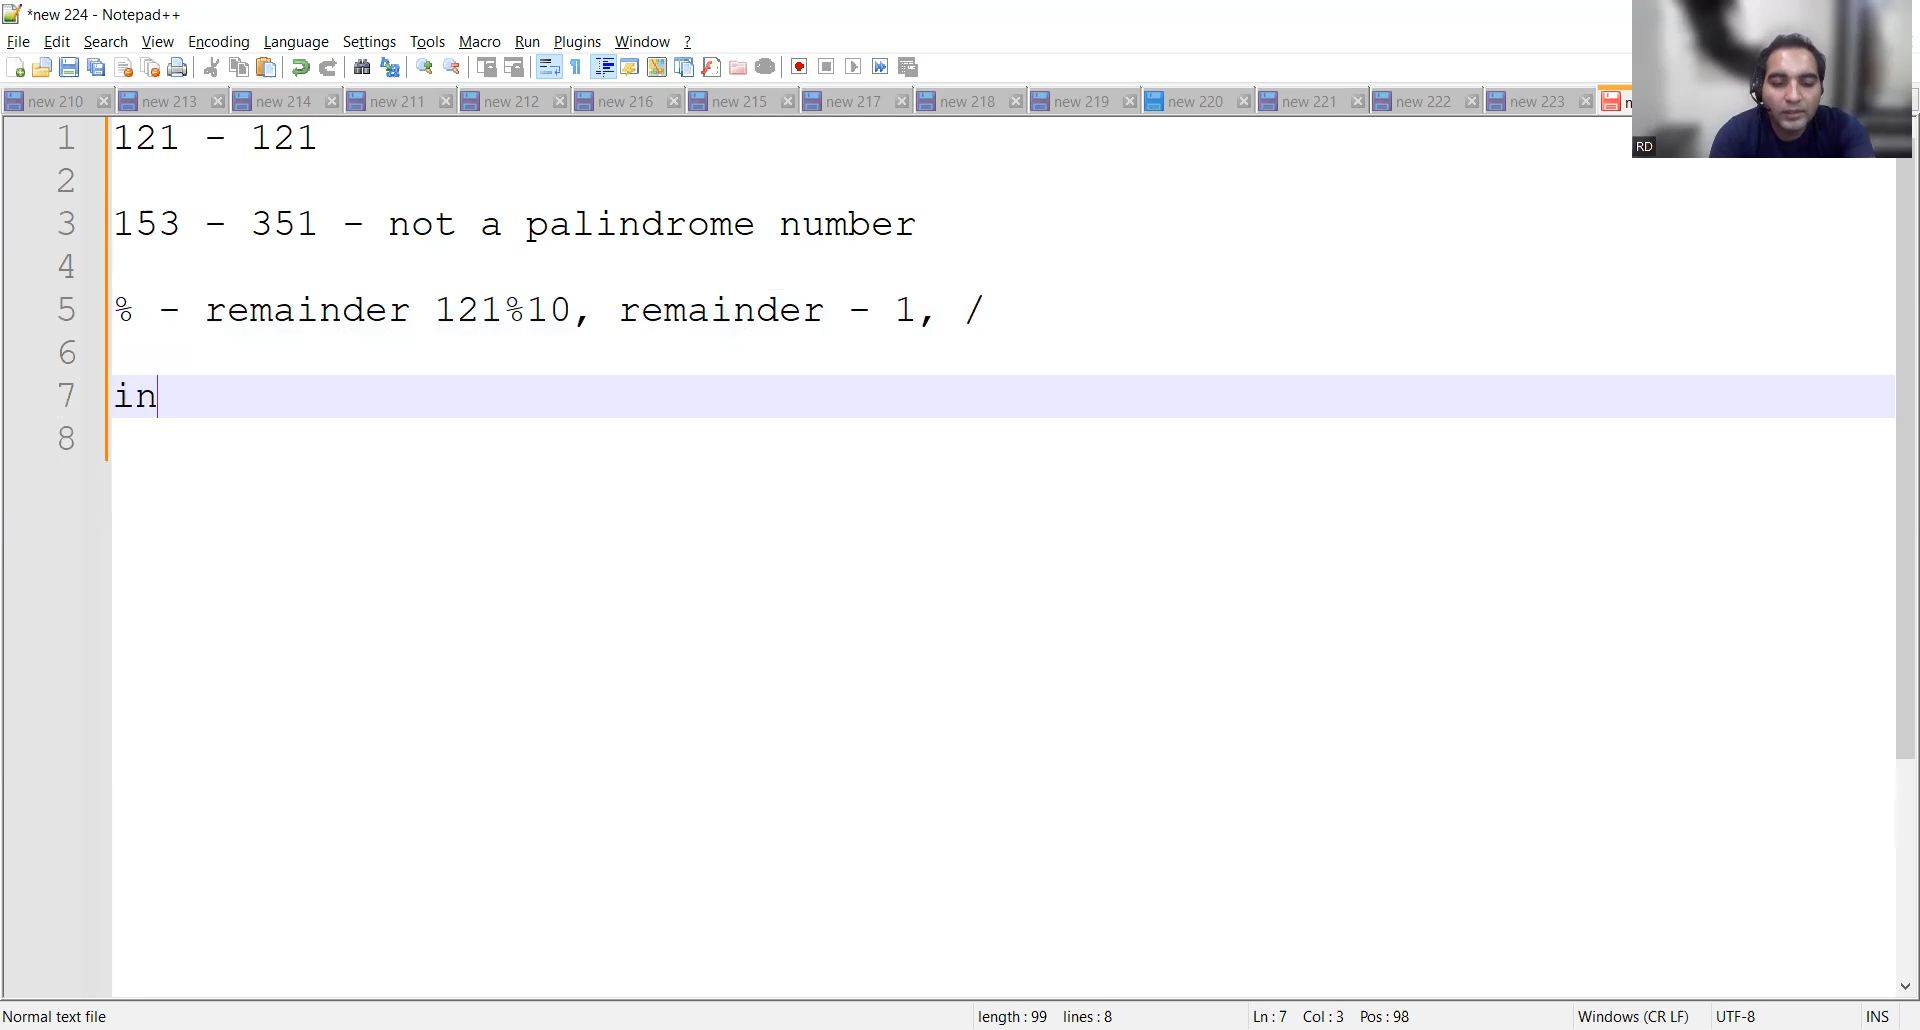 *new 224 - Notepad++
File Edit Search View Encoding Language Settings Tools Macro Run Plugins Window ?
new 210 new 213 new 214 new 211 new 212 new 216 new 215 new 217 new 218 new 219 new 220 new 221 new 222 new 223
RD
1 121 - 121
2
3 153 - 351 - not a palindrome number
4
5 % - remainder 121%10, remainder - 1, /
6
7 in
8
Normal text file length : 99 lines : 8 Ln : 7 Col : 3 Pos : 98 Windows (CR LF) UTF-8 INS